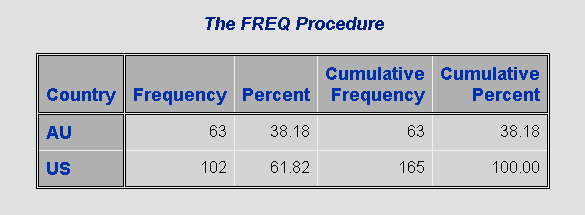 The FREQ Procedure
Cumulative Cumulative
Country Frequency Percent Frequency Percent
AU 63 38.18 63 38.18
US 102 61.82 165 100.00